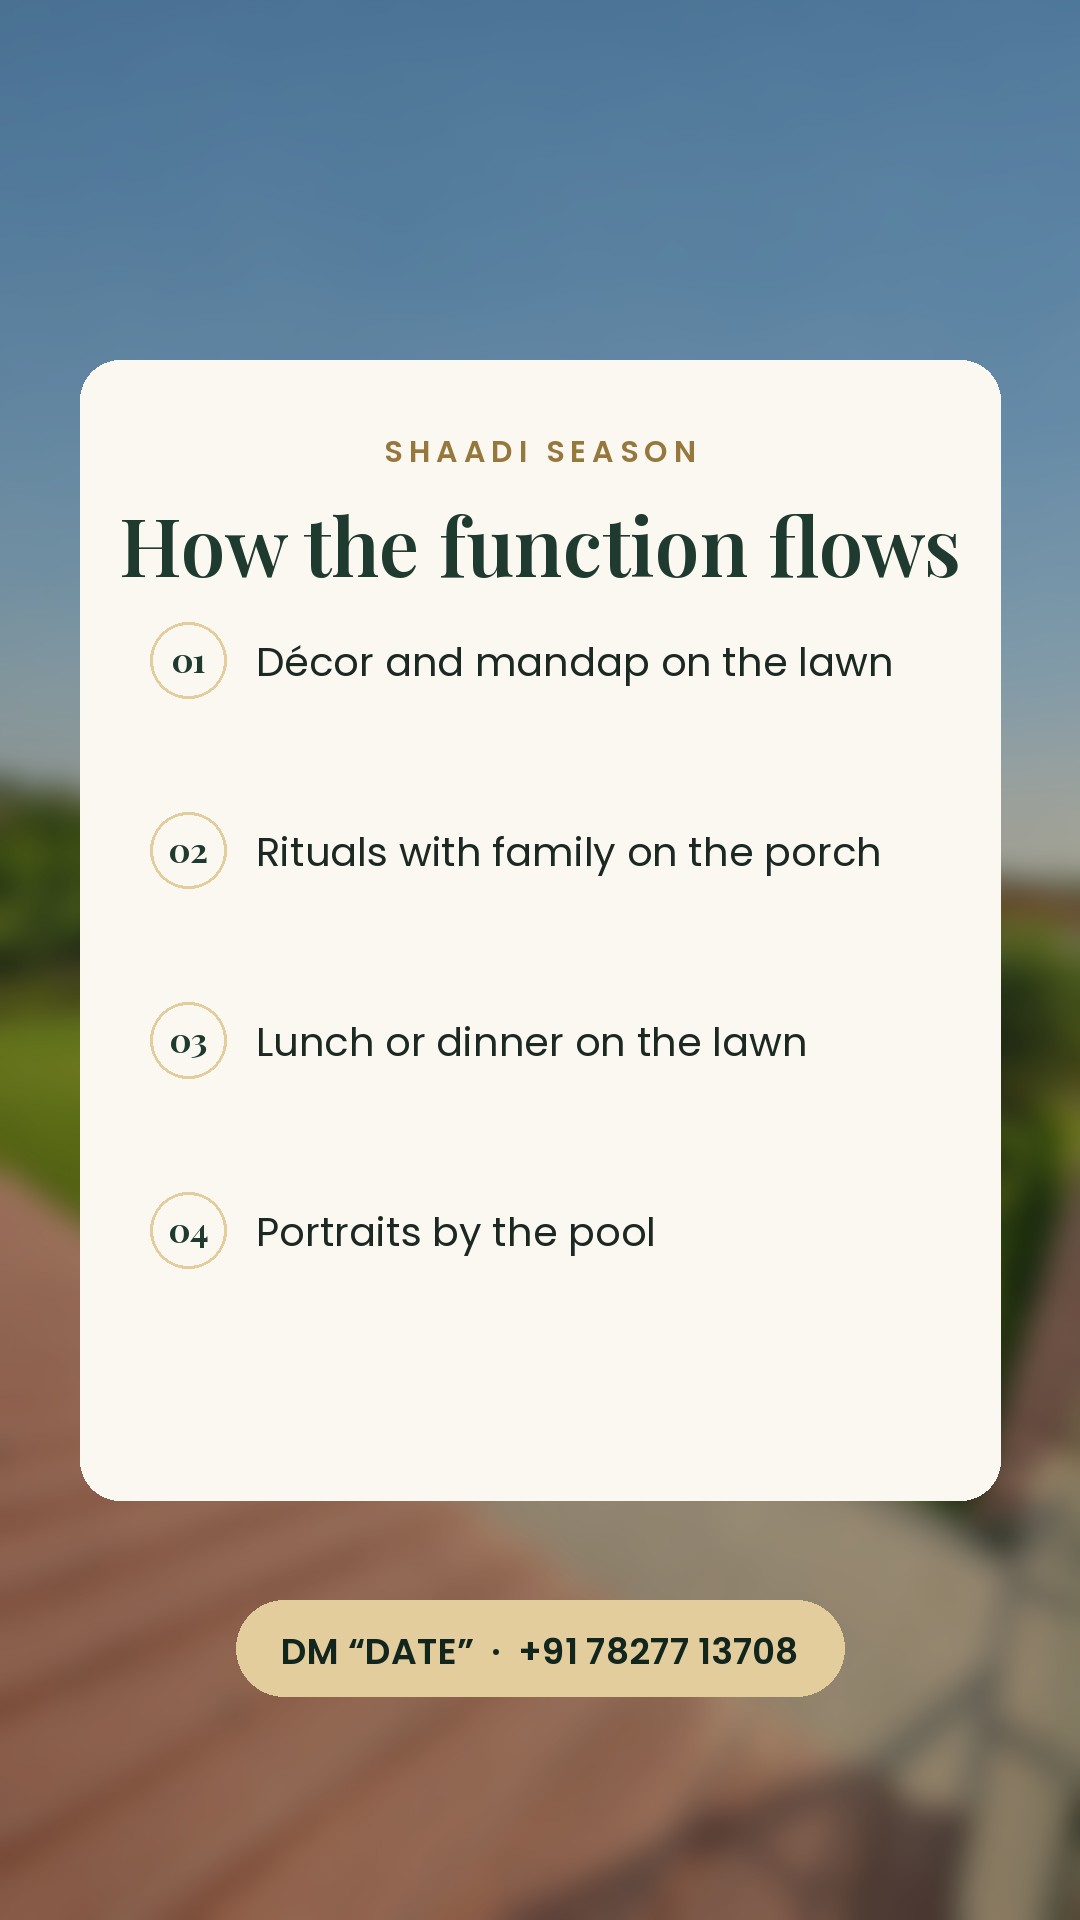 SHAADI SEASON
How the function flows
01 Décor and mandap on the lawn
02 Rituals with family on the porch
03 Lunch or dinner on the lawn
04 Portraits by the pool
DM “DATE” · +91 78277 13708